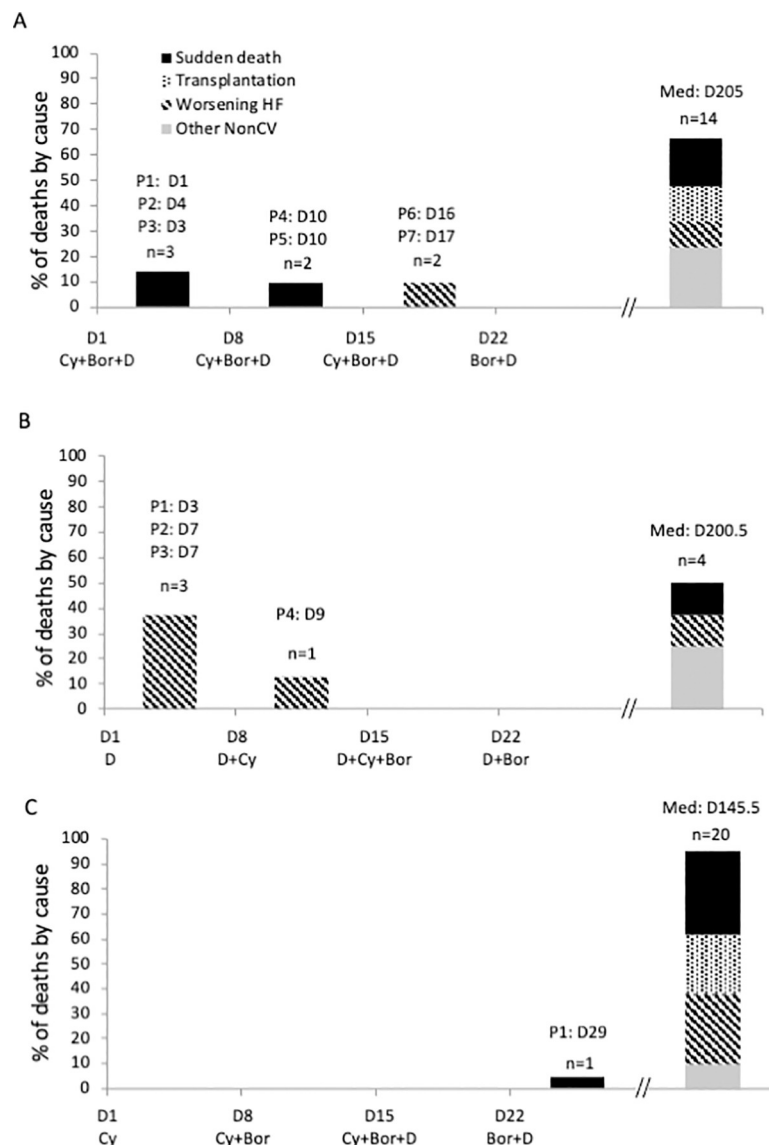 A
% of deaths by cause
100
90
80
70
60
50
40
30
20
10
0
Sudden death
Transplantation
Worsening HF
Other NonCV
P1: D1
P2: D4
P3: D3
n=3
P4: D10
P5: D10
n=2
P6: D16
P7: D17
n=2
Med: D205
n=14
//
D1 D8 D15 D22
Cy+Bor+D Cy+Bor+D Cy+Bor+D Bor+D
B
% of deaths by cause
100
90
80
70
60
50
40
30
20
10
0
P1: D3
P2: D7
P3: D7
n=3
P4: D9
n=1
Med: D200.5
n=4
//
D1 D8 D15 D22
D D+Cy D+Cy+Bor D+Bor
C
% of deaths by cause
100
90
80
70
60
50
40
30
20
10
0
P1: D29
n=1
Med: D145.5
n=20
//
D1 D8 D15 D22
Cy Cy+Bor Cy+Bor+D Bor+D